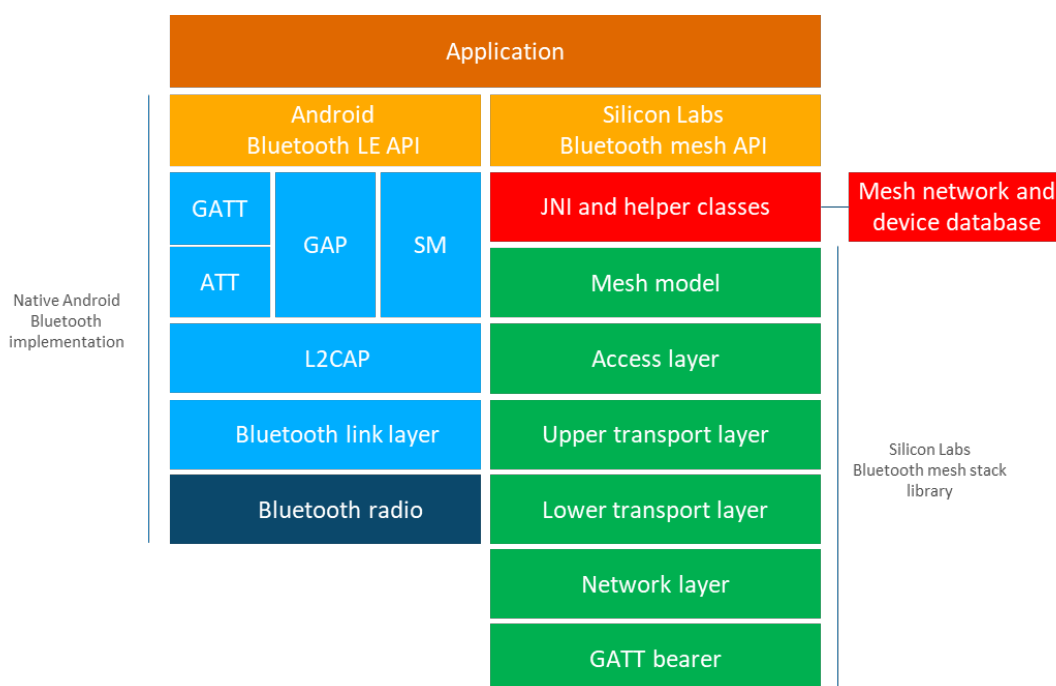 Application
Android
Bluetooth LE API
Silicon Labs
Bluetooth mesh API
GATT
ATT
GAP
SM
JNI and helper classes
Mesh network and
device database
Mesh model
Native Android
Bluetooth
implementation
L2CAP
Access layer
Bluetooth link layer
Upper transport layer
Silicon Labs
Bluetooth mesh stack
library
Bluetooth radio
Lower transport layer
Network layer
GATT bearer